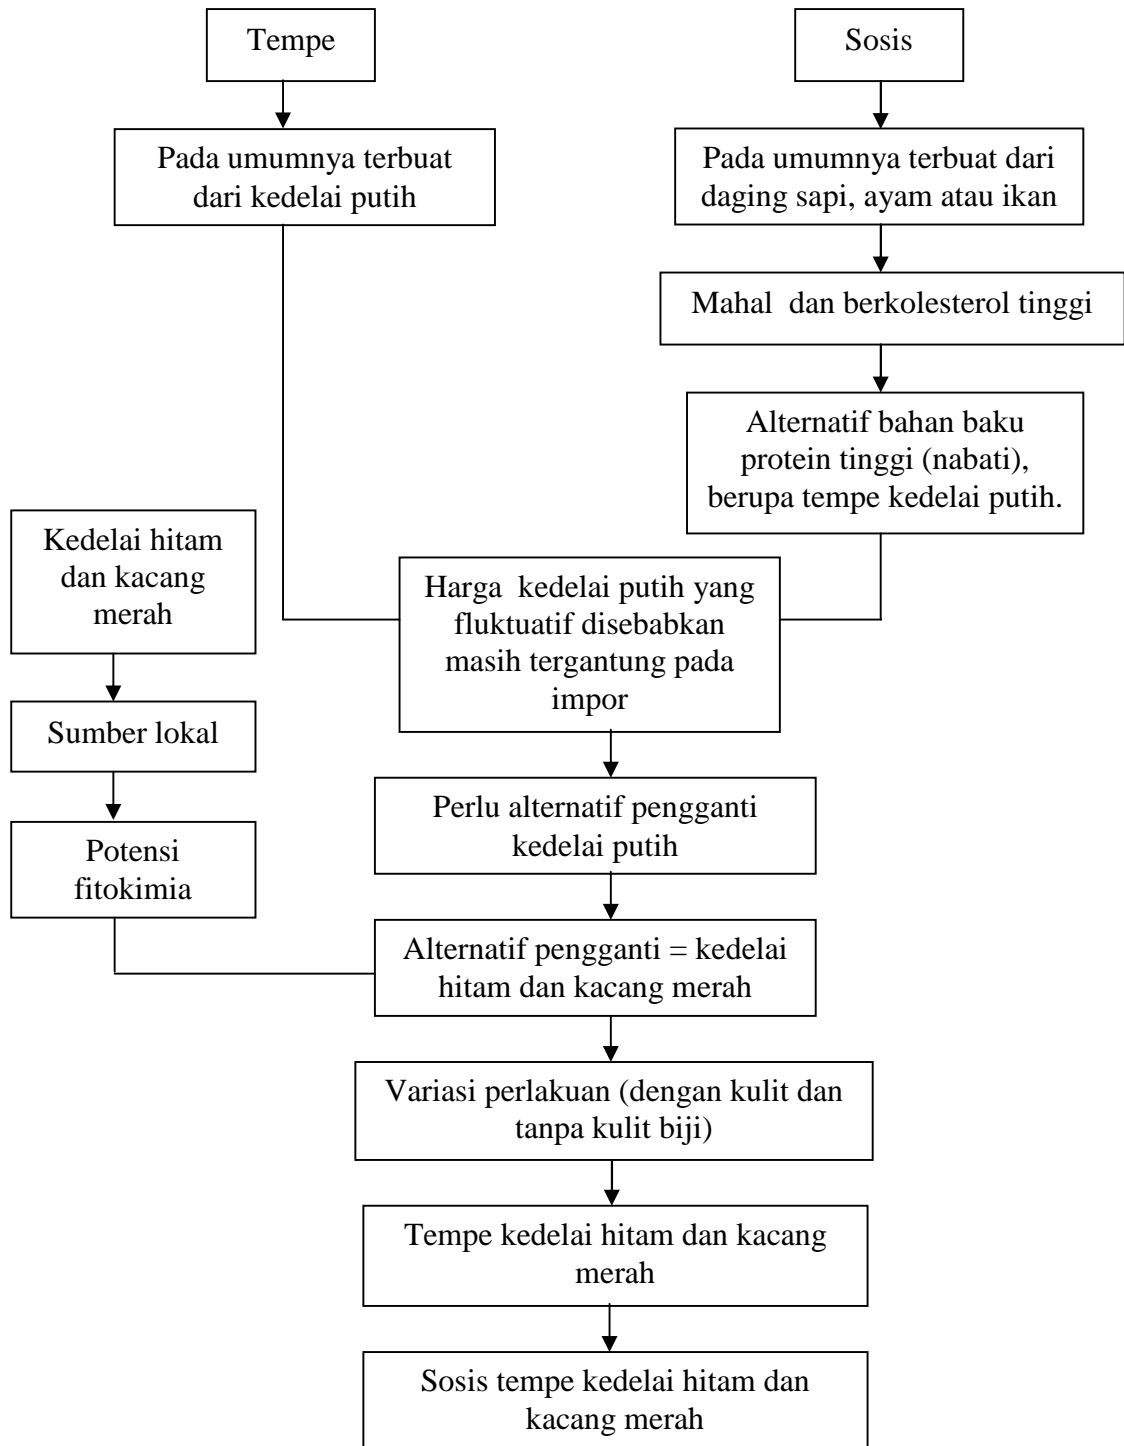 Tempe
Sosis
Pada umumnya terbuat
dari kedelai putih
Pada umumnya terbuat dari
daging sapi, ayam atau ikan
Mahal  dan berkolesterol tinggi
Alternatif bahan baku
protein tinggi (nabati),
berupa tempe kedelai putih.
Kedelai hitam
dan kacang
merah
Harga  kedelai putih yang
fluktuatif disebabkan
masih tergantung pada
impor
Sumber lokal
Perlu alternatif pengganti
kedelai putih
Potensi
fitokimia
Alternatif pengganti = kedelai
hitam dan kacang merah
Variasi perlakuan (dengan kulit dan
tanpa kulit biji)
Tempe kedelai hitam dan kacang
merah
Sosis tempe kedelai hitam dan
kacang merah